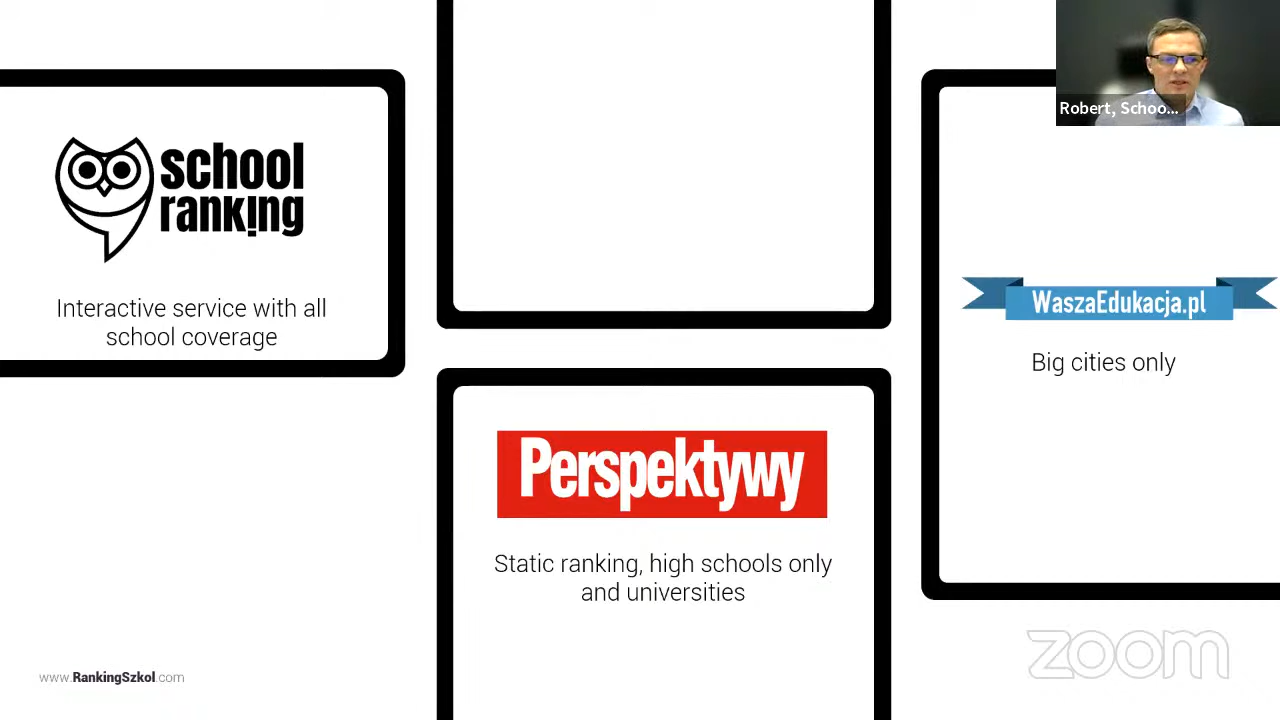 school
ranking
Interactive service with all
school coverage
Perspektywy
Static ranking, high schools only
and universities
WaszaEdukacja.pl
Big cities only
Robert, Schoo...
www.RankingSzkol.com
zoom